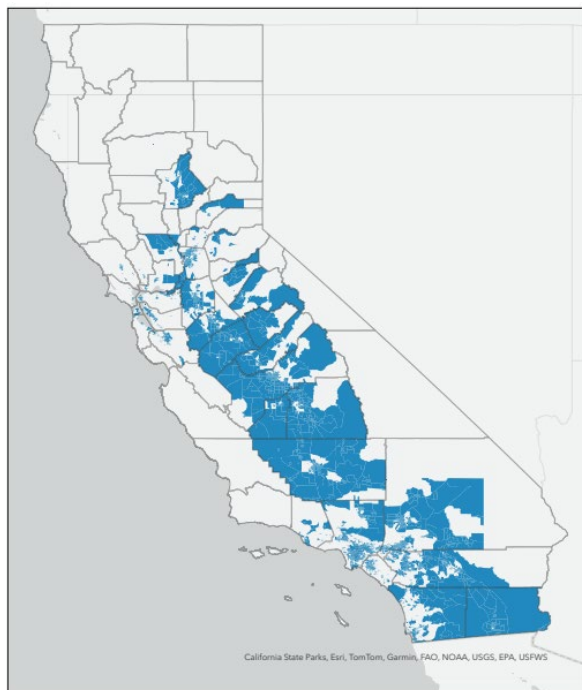 California State Parks, Esri, TomTom, Garmin, FAO, NOAA, USGS, EPA, USFWS